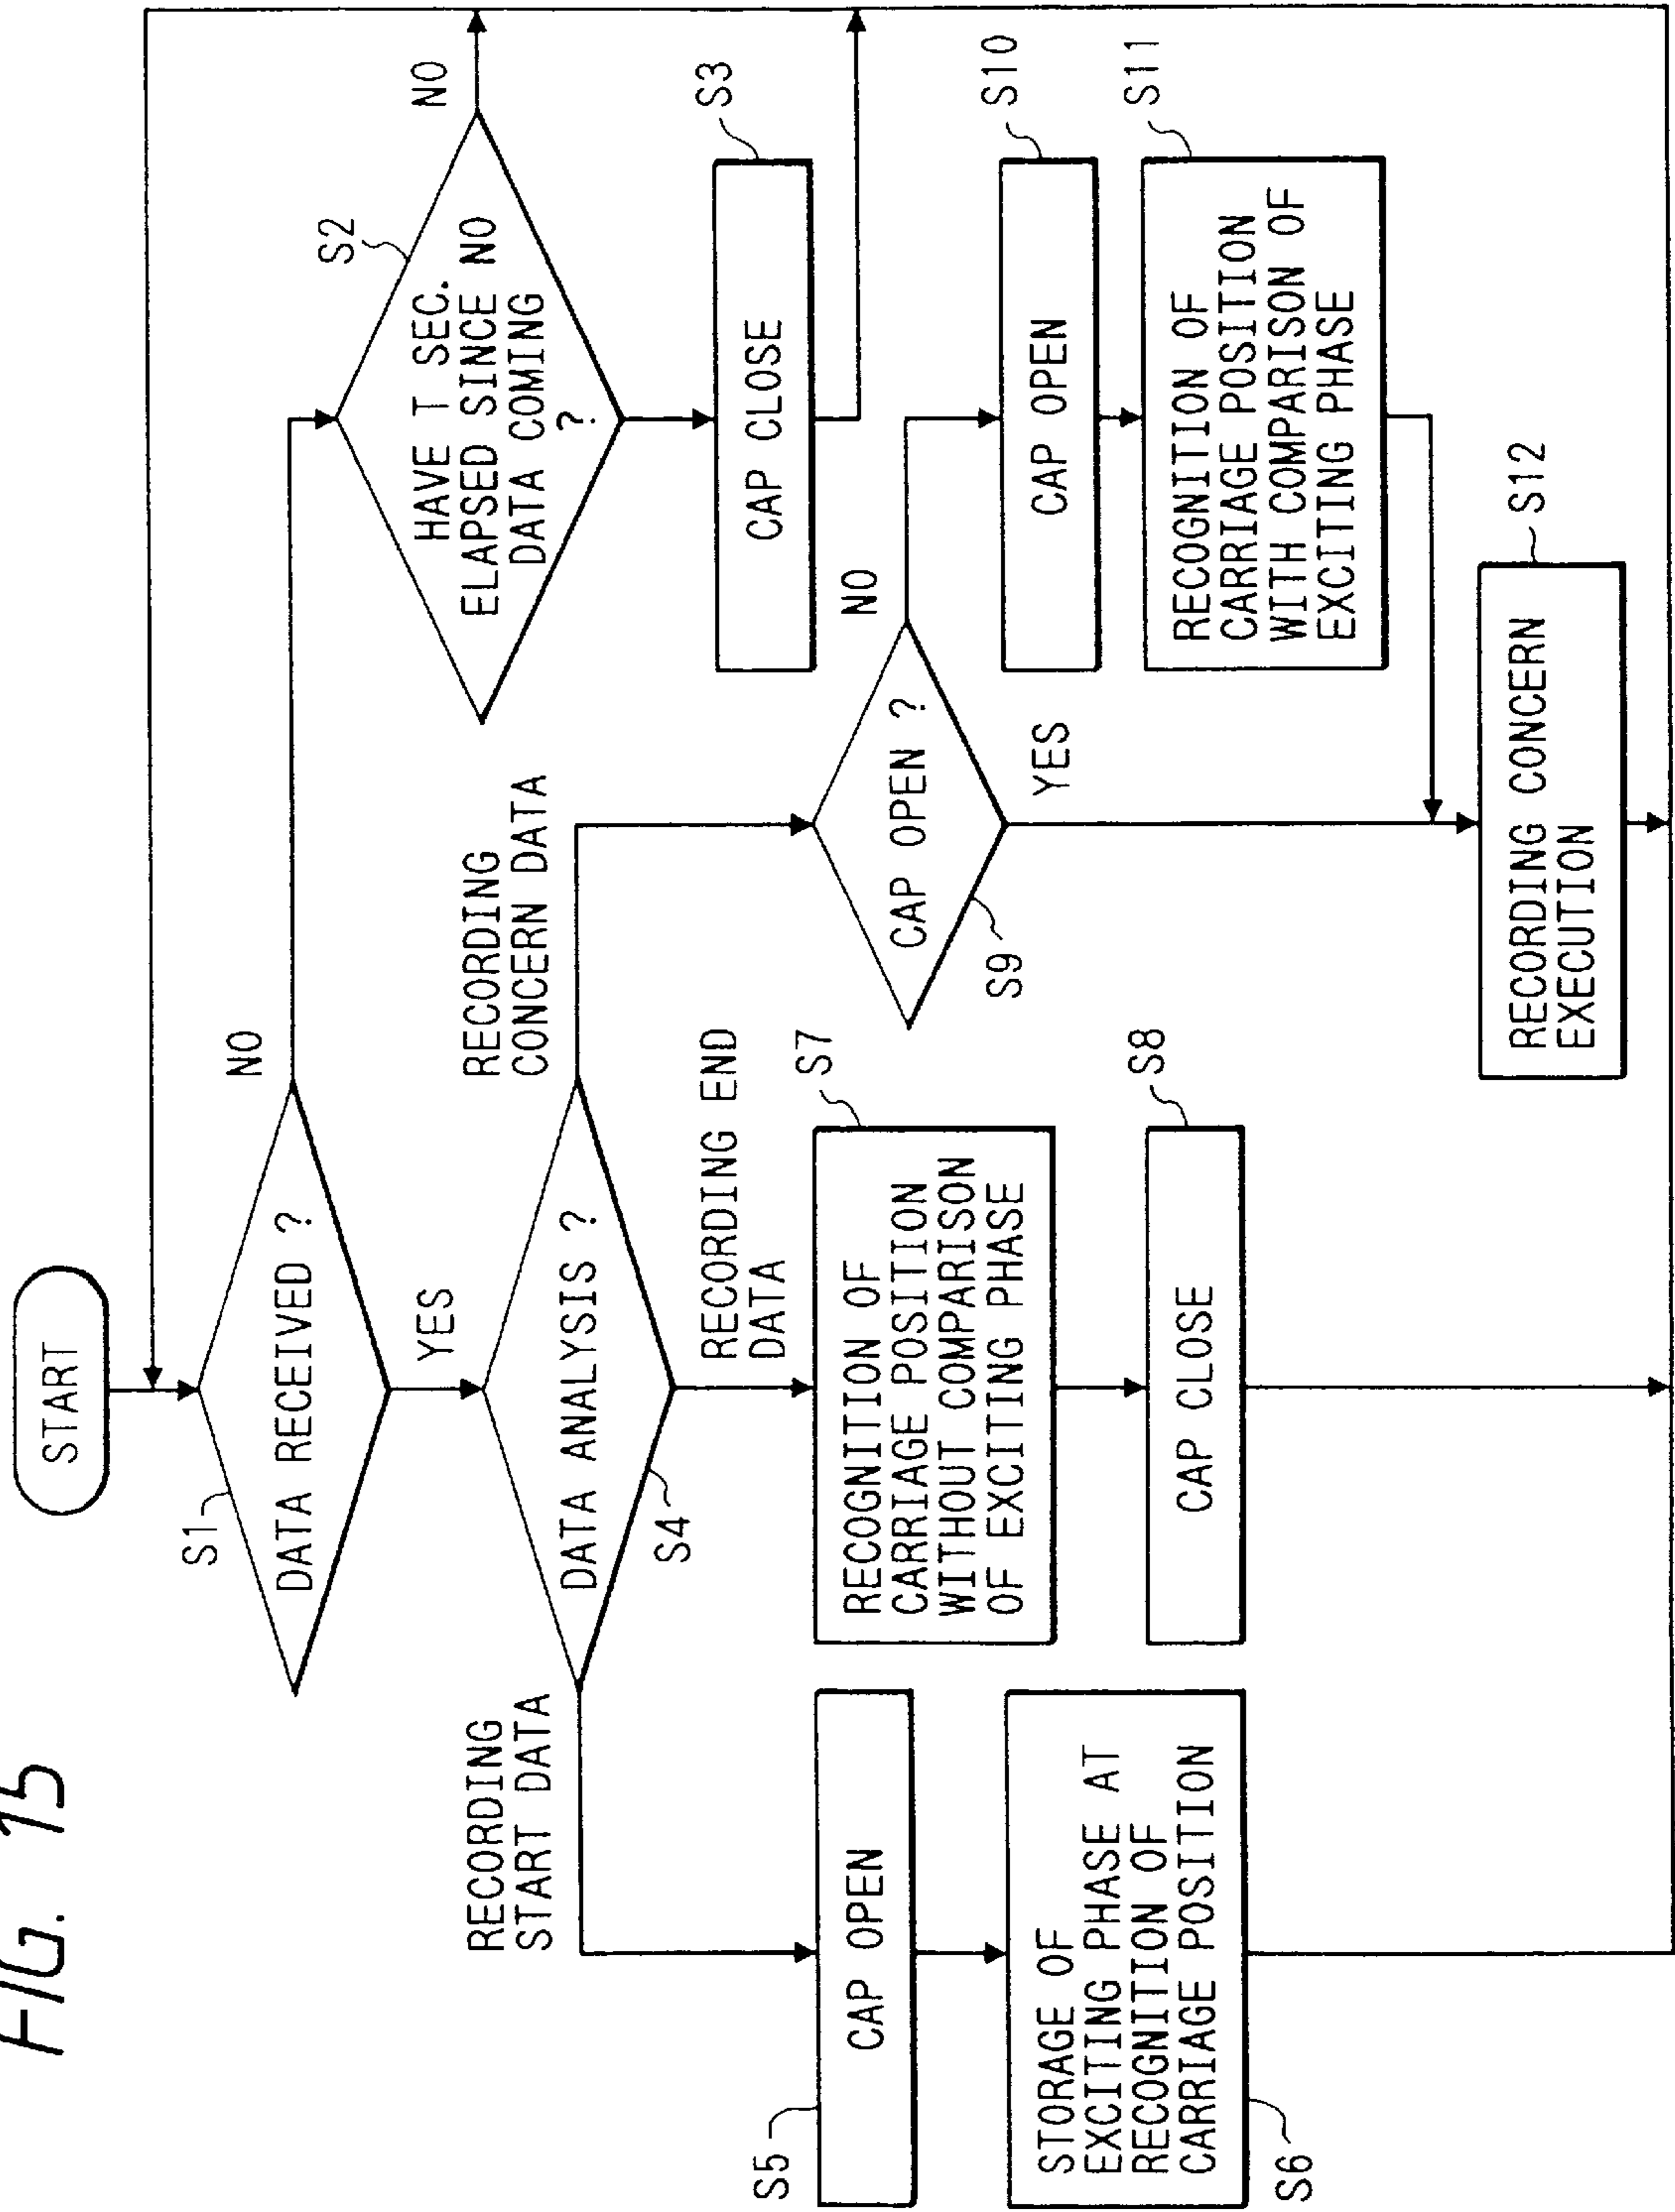 FIG. 15
START
S1
DATA RECEIVED ?
NO
YES
S2
HAVE T SEC.
ELAPSED SINCE NO
DATA COMING
?
NO
S3
CAP CLOSE
S4
DATA ANALYSIS ?
RECORDING
START DATA
RECORDING END
DATA
RECORDING
CONCERN DATA
S5
CAP OPEN
S6
STORAGE OF
EXCITING PHASE AT
RECOGNITION OF
CARRIAGE POSITION
S7
RECOGNITION OF
CARRIAGE POSITION
WITHOUT COMPARISON
OF EXCITING PHASE
S8
CAP CLOSE
S9
CAP OPEN ?
NO
YES
S10
CAP OPEN
S11
RECOGNITION OF
CARRIAGE POSITION
WITH COMPARISON OF
EXCITING PHASE
S12
RECORDING CONCERN
EXECUTION